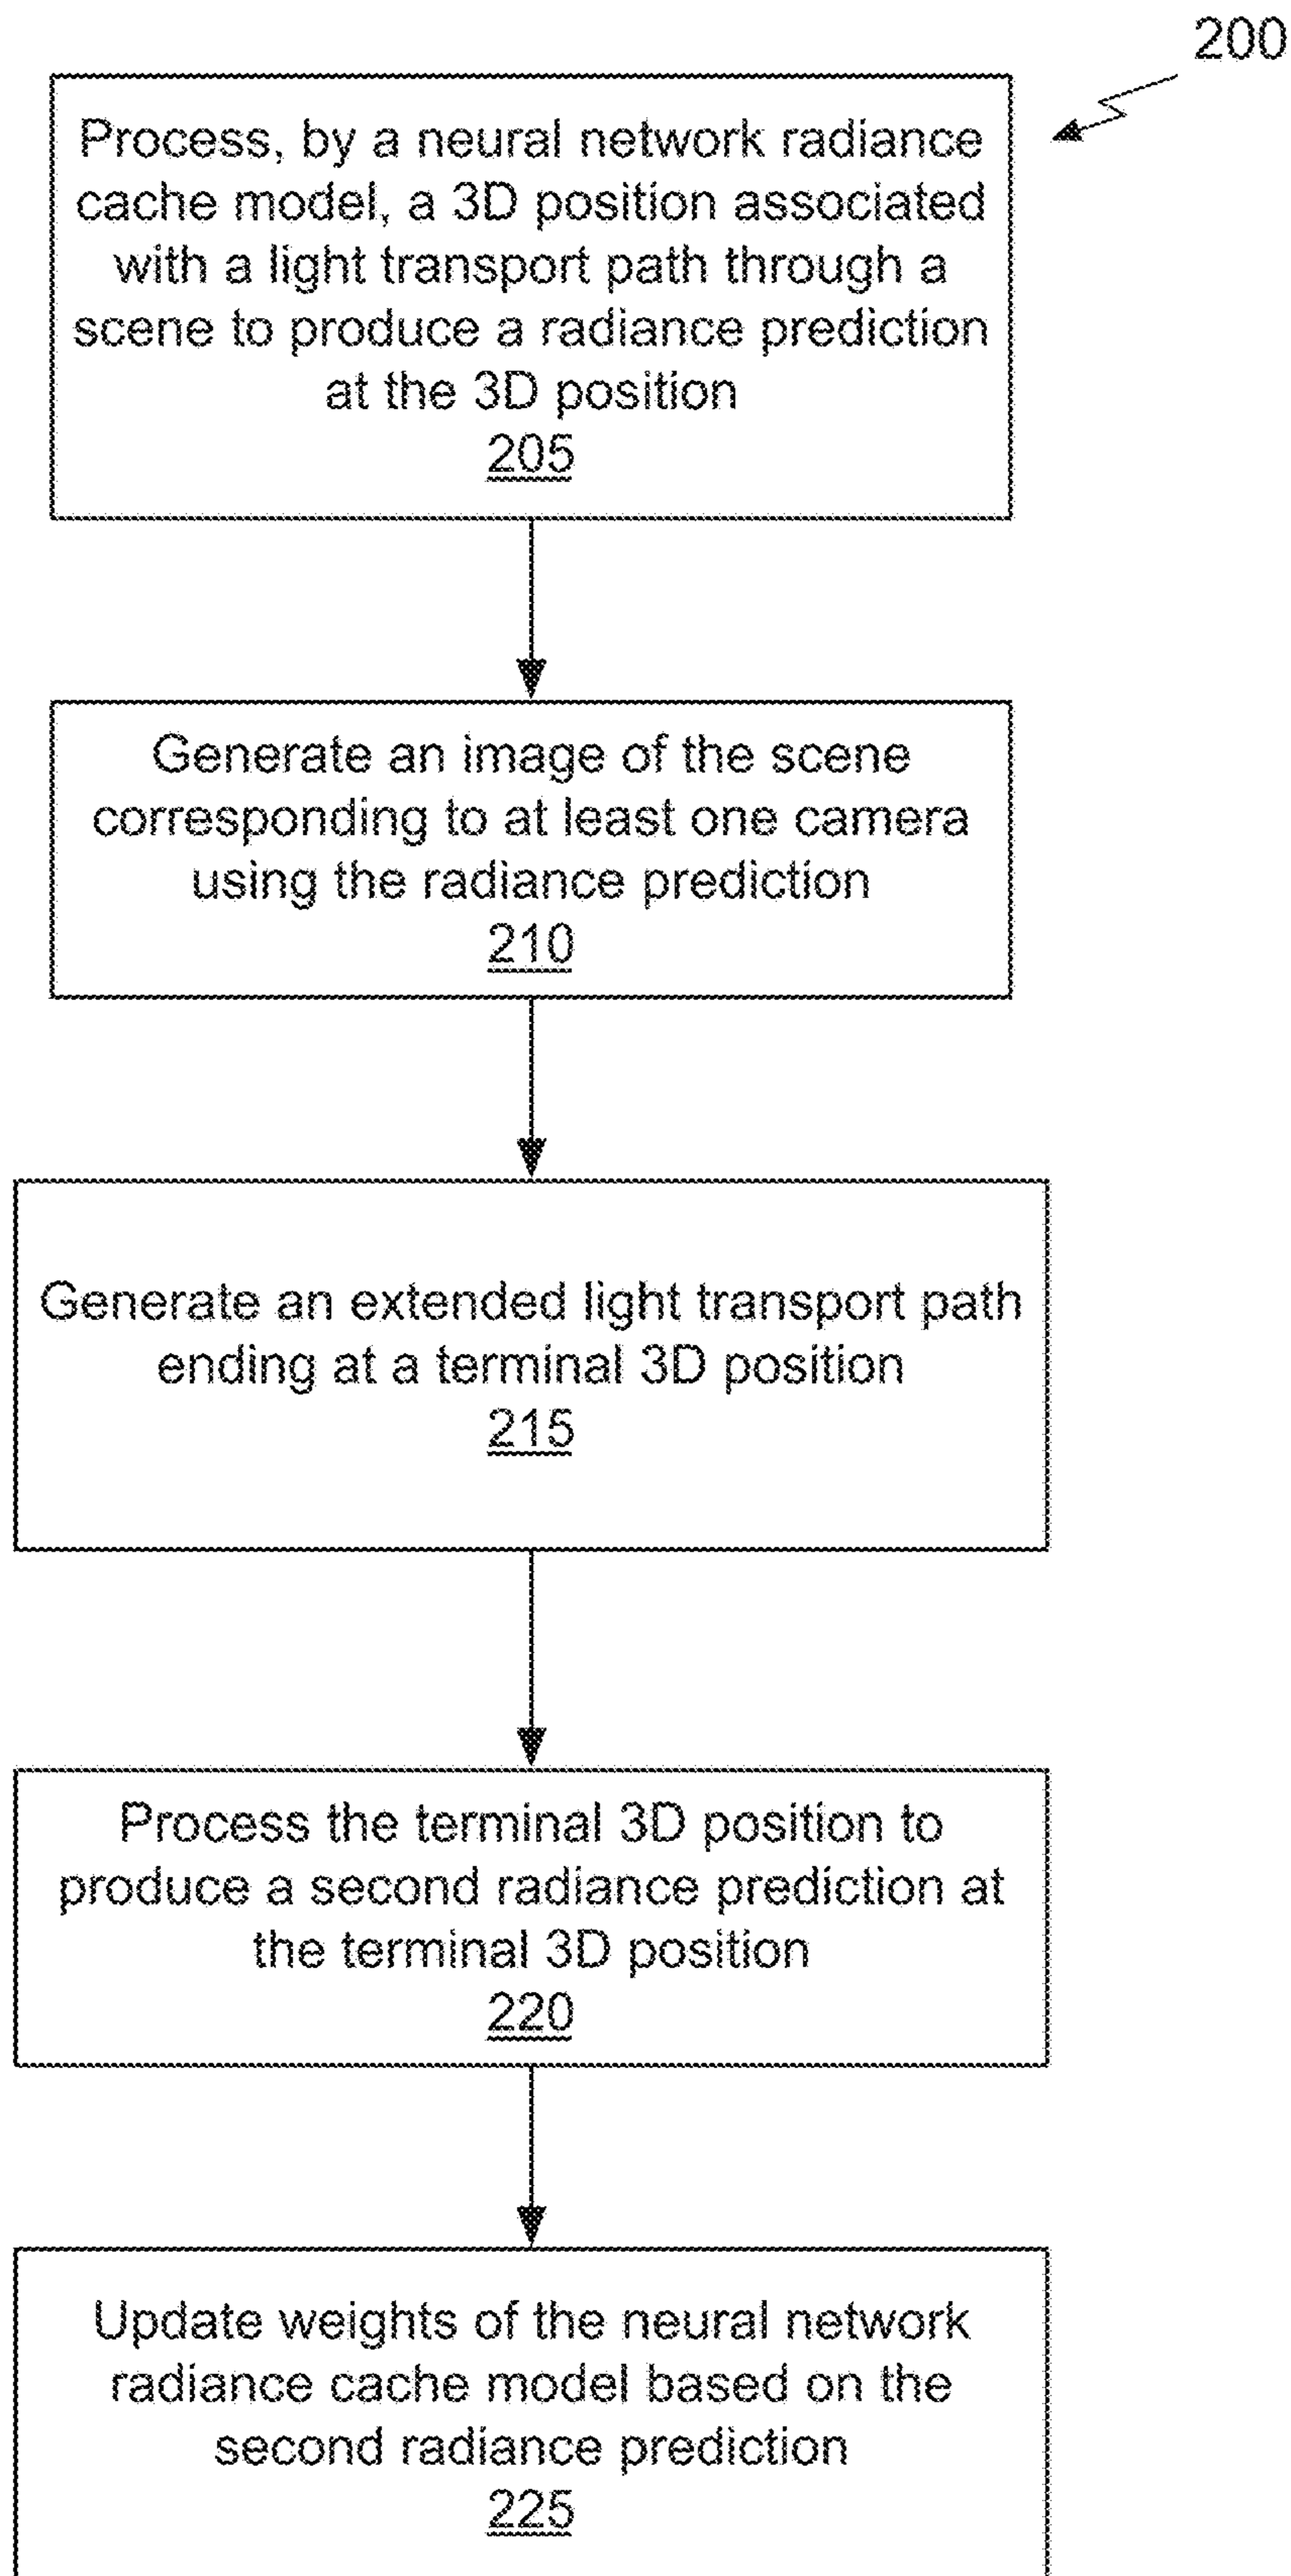 200
Process, by a neural network radiance
cache model, a 3D position associated
with a light transport path through a
scene to produce a radiance prediction
at the 3D position
205
Generate an image of the scene
corresponding to at least one camera
using the radiance prediction
210
Generate an extended light transport path
ending at a terminal 3D position
215
Process the terminal 3D position to
produce a second radiance prediction at
the terminal 3D position
220
Update weights of the neural network
radiance cache model based on the
second radiance prediction
225